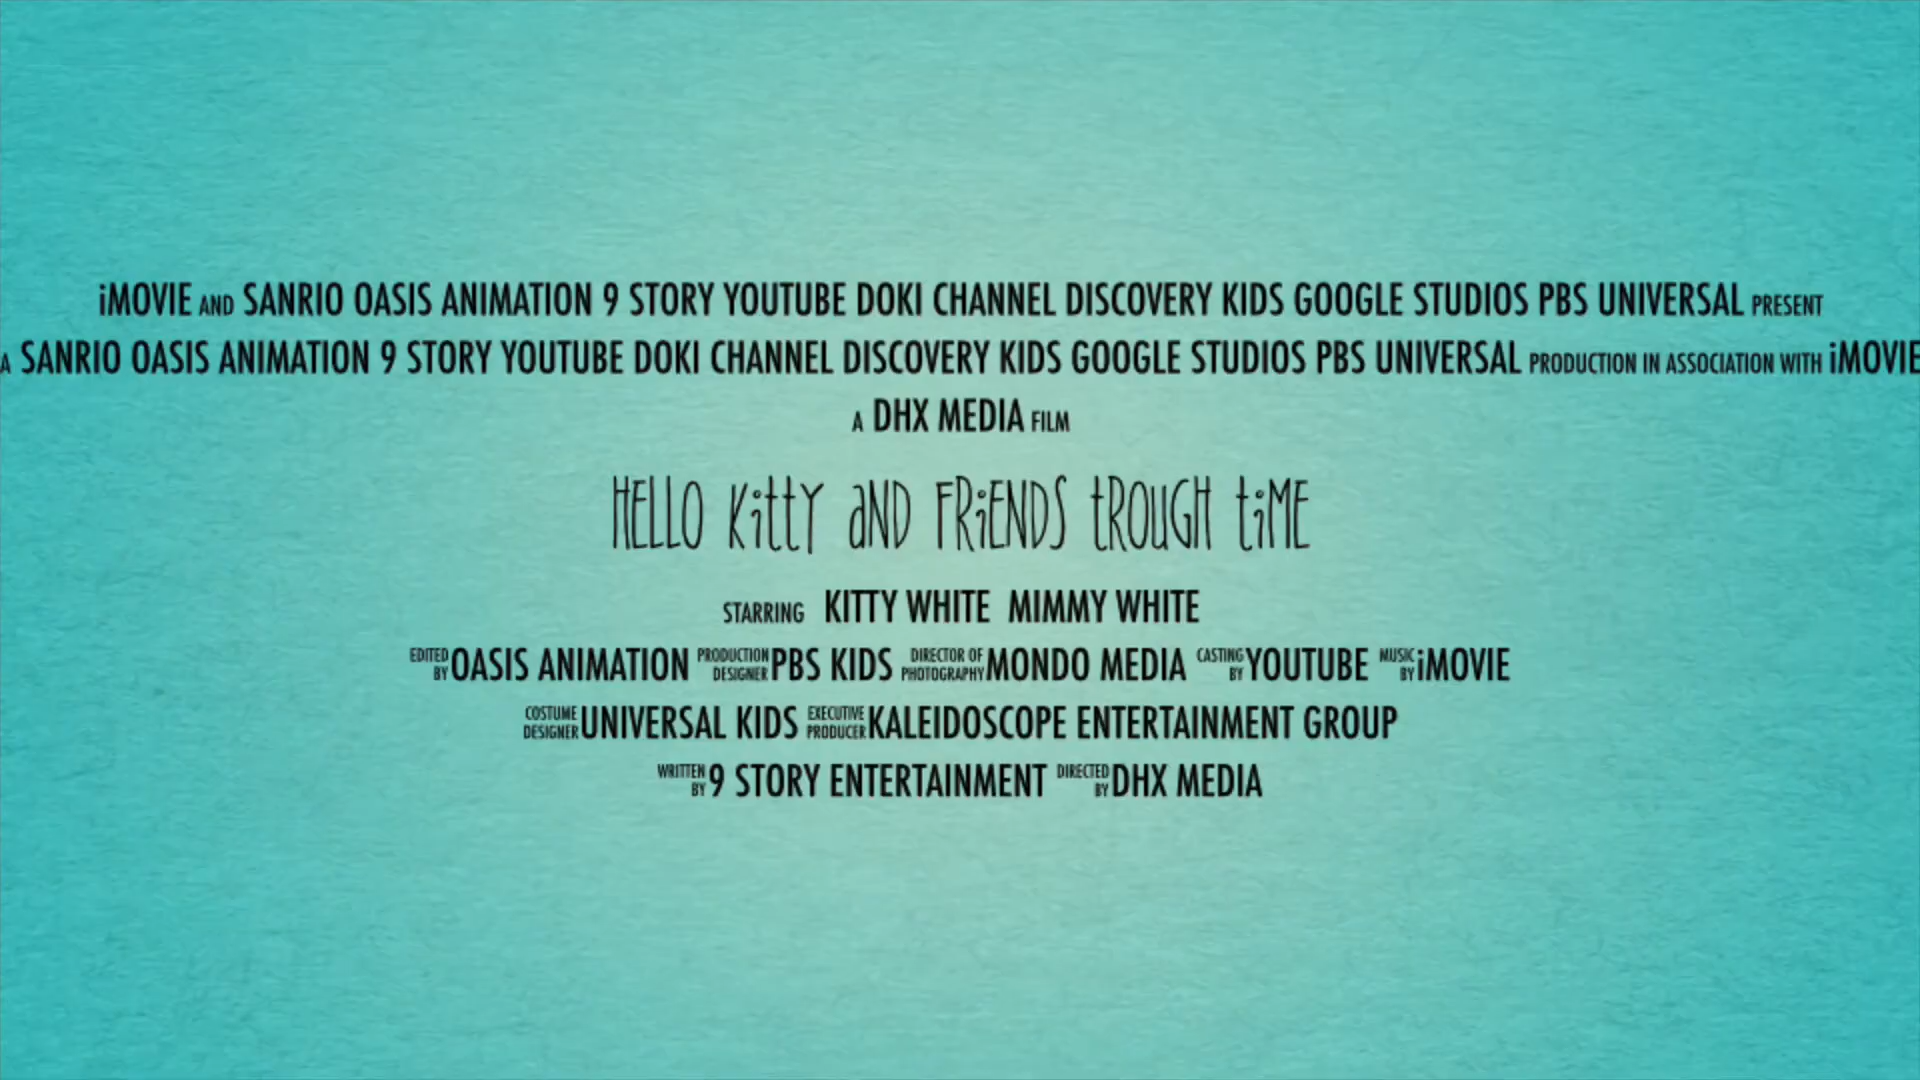 iMOVIE AND SANRIO OASIS ANIMATION 9 STORY YOUTUBE DOKI CHANNEL DISCOVERY KIDS GOOGLE STUDIOS PBS UNIVERSAL PRESENT
A SANRIO OASIS ANIMATION 9 STORY YOUTUBE DOKI CHANNEL DISCOVERY KIDS GOOGLE STUDIOS PBS UNIVERSAL PRODUCTION IN ASSOCIATION WITH iMOVIE
A DHX MEDIA FILM
HELLO KittY aND FRiENDS tROuGH tiME
STARRING KITTY WHITE MIMMY WHITE
EDITED BY OASIS ANIMATION PRODUCTION DESIGNER PBS KIDS DIRECTOR OF PHOTOGRAPHY MONDO MEDIA CASTING BY YOUTUBE MUSIC BY iMOVIE
COSTUME DESIGNER UNIVERSAL KIDS EXECUTIVE PRODUCER KALEIDOSCOPE ENTERTAINMENT GROUP
WRITTEN BY 9 STORY ENTERTAINMENT DIRECTED BY DHX MEDIA